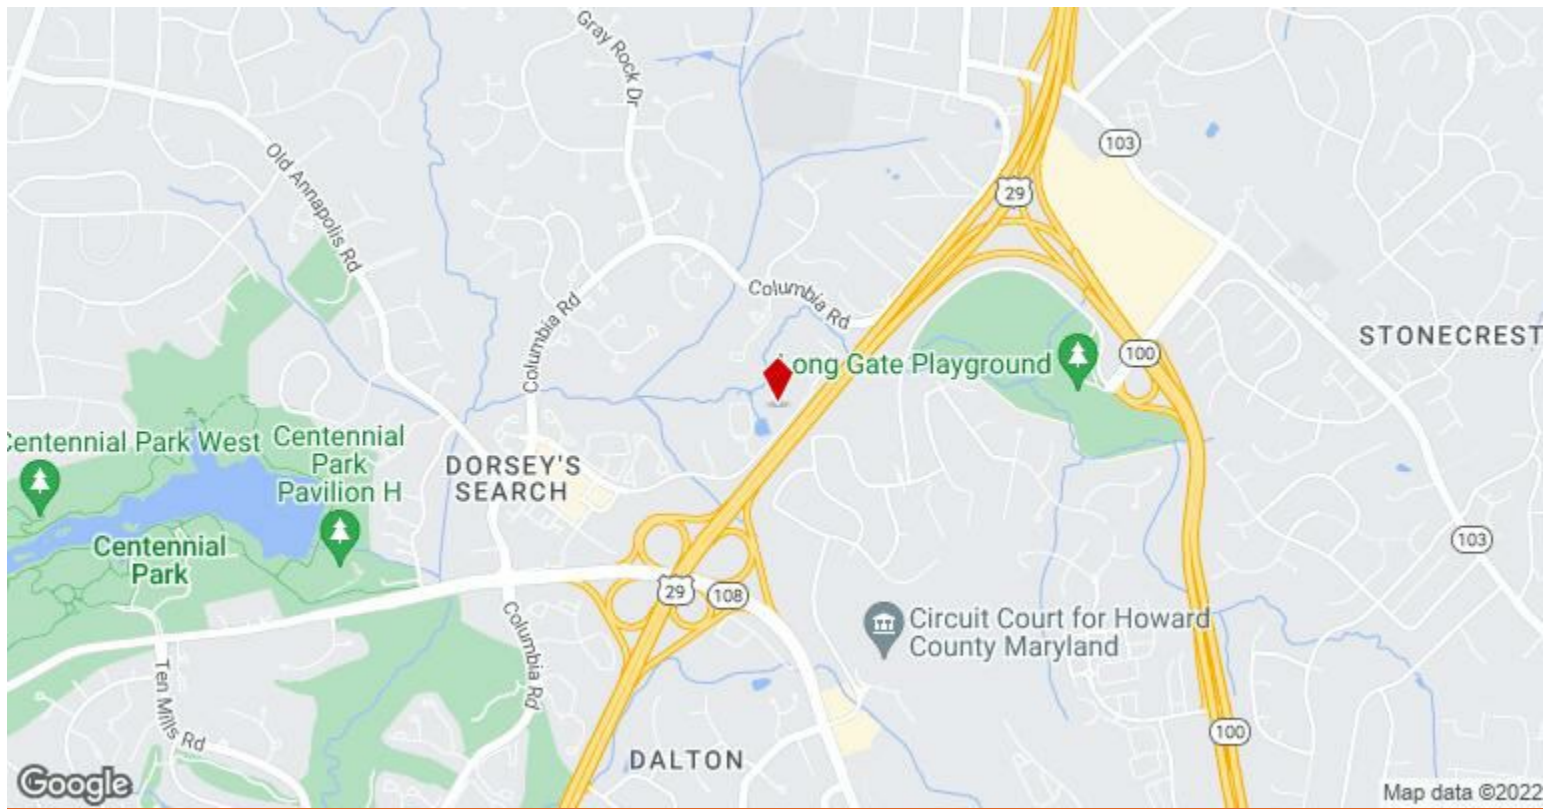 Gray Rock Dr
Old Annapolis Rd
103
29
Columbia Rd
Columbia Rd
STONECREST
100
ong Gate Playground
Centennial Park West
Centennial
Park
Pavilion H
DORSEY'S
SEARCH
103
Centennial
Park
29
108
Circuit Court for Howard
County Maryland
Columbia Rd
Ten Mills Rd
100
DALTON
Google
Map data ©2022